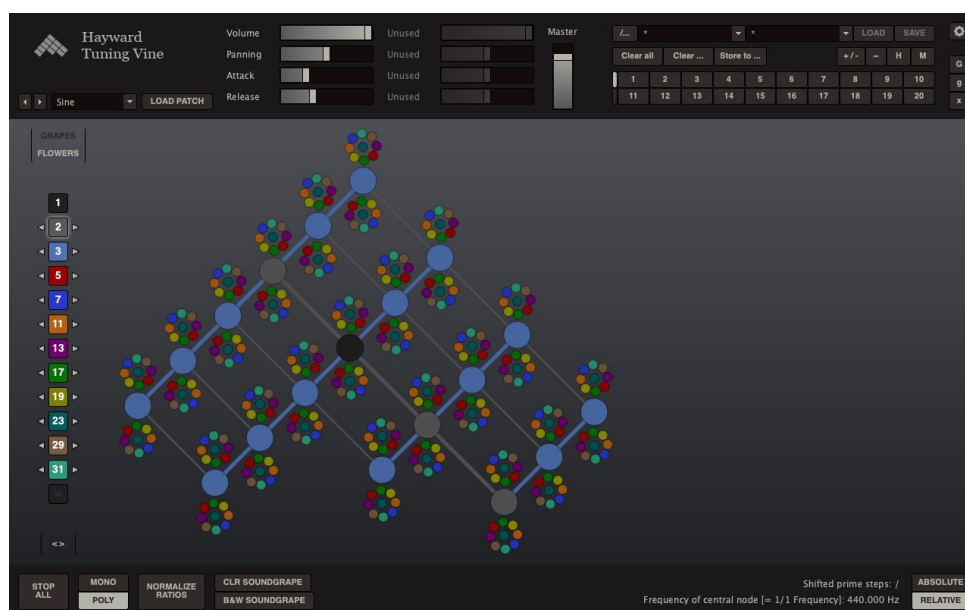 Hayward
Tuning Vine
Sine
LOAD PATCH
Volume
Unused
Panning
Unused
Attack
Unused
Release
Unused
Master
/... * *
LOAD
SAVE
Clear all
Clear ...
Store to ...
+/-
~
H
M
1 2 3 4 5 6 7 8 9 10
11 12 13 14 15 16 17 18 19 20
G
g
x
GRAPES
FLOWERS
1
2
3
5
7
11
13
17
19
23
29
31
<>
STOP
ALL
MONO
POLY
NORMALIZE
RATIOS
CLR SOUNDGRAPE
B&W SOUNDGRAPE
Shifted prime steps: /
Frequency of central node [= 1/1 Frequency]: 440.000 Hz
ABSOLUTE
RELATIVE